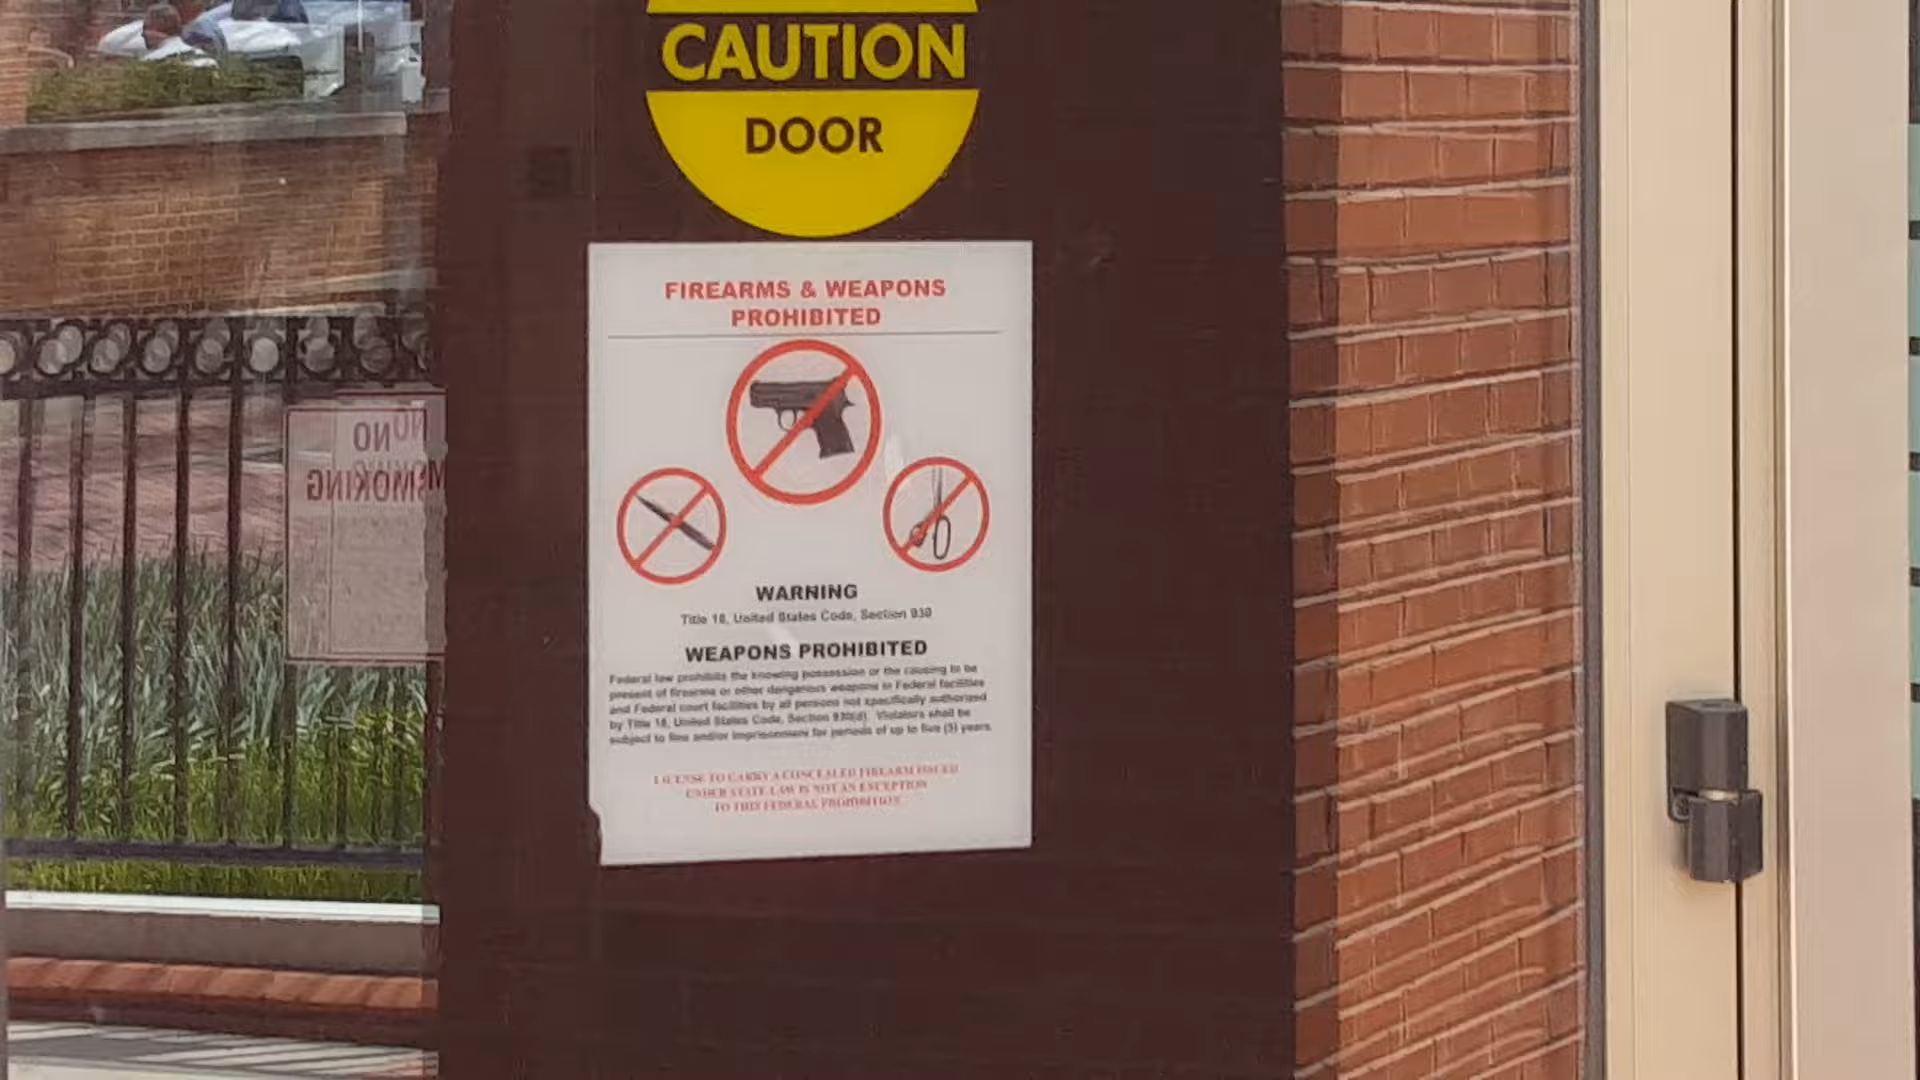 CAUTION
DOOR
FIREARMS & WEAPONS
PROHIBITED
NO
NO
SMOKING
WARNING
Title 18, United States Code, Section 930
WEAPONS PROHIBITED
Federal law prohibits the knowing possession or the causing to be
present of firearms or other dangerous weapons in Federal facilities
and Federal court facilities by all persons not specifically authorized
by Title 18, United States Code, Section 930(d). Violators shall be
subject to fine and/or imprisonment for periods of up to five (5) years.
LICENSE TO CARRY A CONCEALED FIREARM ISSUED
UNDER STATE LAW IS NOT AN EXCEPTION
TO THIS FEDERAL PROHIBITION